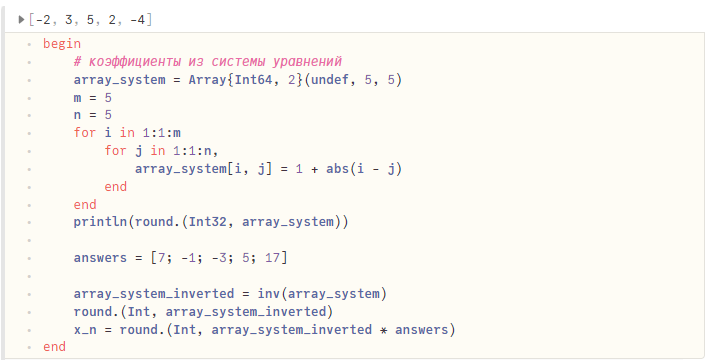 [-2, 3, 5, 2, -4]
begin
    # коэффициенты из системы уравнений
    array_system = Array{Int64, 2}(undef, 5, 5)
    m = 5
    n = 5
    for i in 1:1:m
        for j in 1:1:n,
            array_system[i, j] = 1 + abs(i - j)
        end
    end
    println(round.(Int32, array_system))

    answers = [7; -1; -3; 5; 17]

    array_system_inverted = inv(array_system)
    round.(Int, array_system_inverted)
    x_n = round.(Int, array_system_inverted * answers)
end